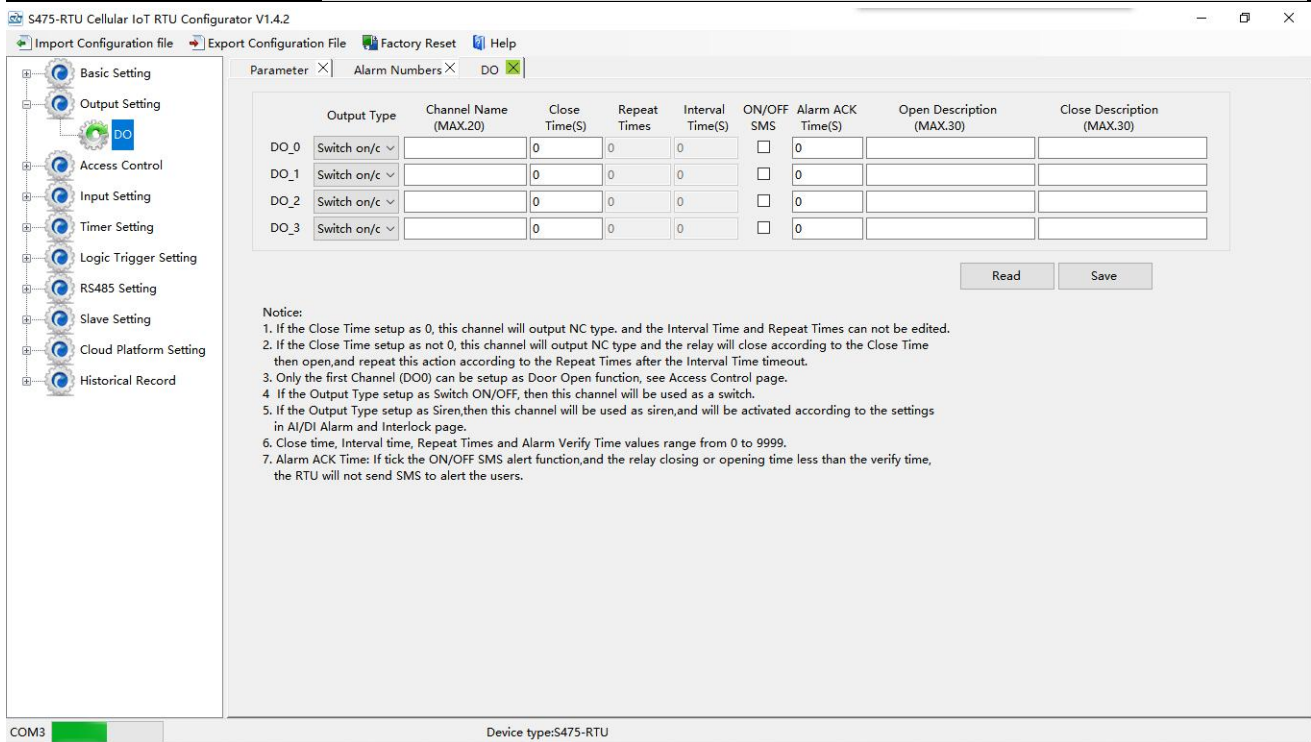 S475-RTU Cellular IoT RTU Configurator V1.4.2
Import Configuration file Export Configuration File Factory Reset Help
Basic Setting
Output Setting
DO
Access Control
Input Setting
Timer Setting
Logic Trigger Setting
RS485 Setting
Slave Setting
Cloud Platform Setting
Historical Record
Parameter Alarm Numbers DO
Output Type Channel Name (MAX.20) Close Time(S) Repeat Times Interval Time(S) ON/OFF SMS Alarm ACK Time(S) Open Description (MAX.30) Close Description (MAX.30)
DO_0 Switch on/c 0 0 0 0
DO_1 Switch on/c 0 0 0 0
DO_2 Switch on/c 0 0 0 0
DO_3 Switch on/c 0 0 0 0
Read Save
Notice:
1. If the Close Time setup as 0, this channel will output NC type. and the Interval Time and Repeat Times can not be edited.
2. If the Close Time setup as not 0, this channel will output NC type and the relay will close according to the Close Time
then open,and repeat this action according to the Repeat Times after the Interval Time timeout.
3. Only the first Channel (DO0) can be setup as Door Open function, see Access Control page.
4 If the Output Type setup as Switch ON/OFF, then this channel will be used as a switch.
5. If the Output Type setup as Siren,then this channel will be used as siren,and will be activated according to the settings
in AI/DI Alarm and Interlock page.
6. Close time, Interval time, Repeat Times and Alarm Verify Time values range from 0 to 9999.
7. Alarm ACK Time: If tick the ON/OFF SMS alert function,and the relay closing or opening time less than the verify time,
the RTU will not send SMS to alert the users.
COM3 Device type:S475-RTU